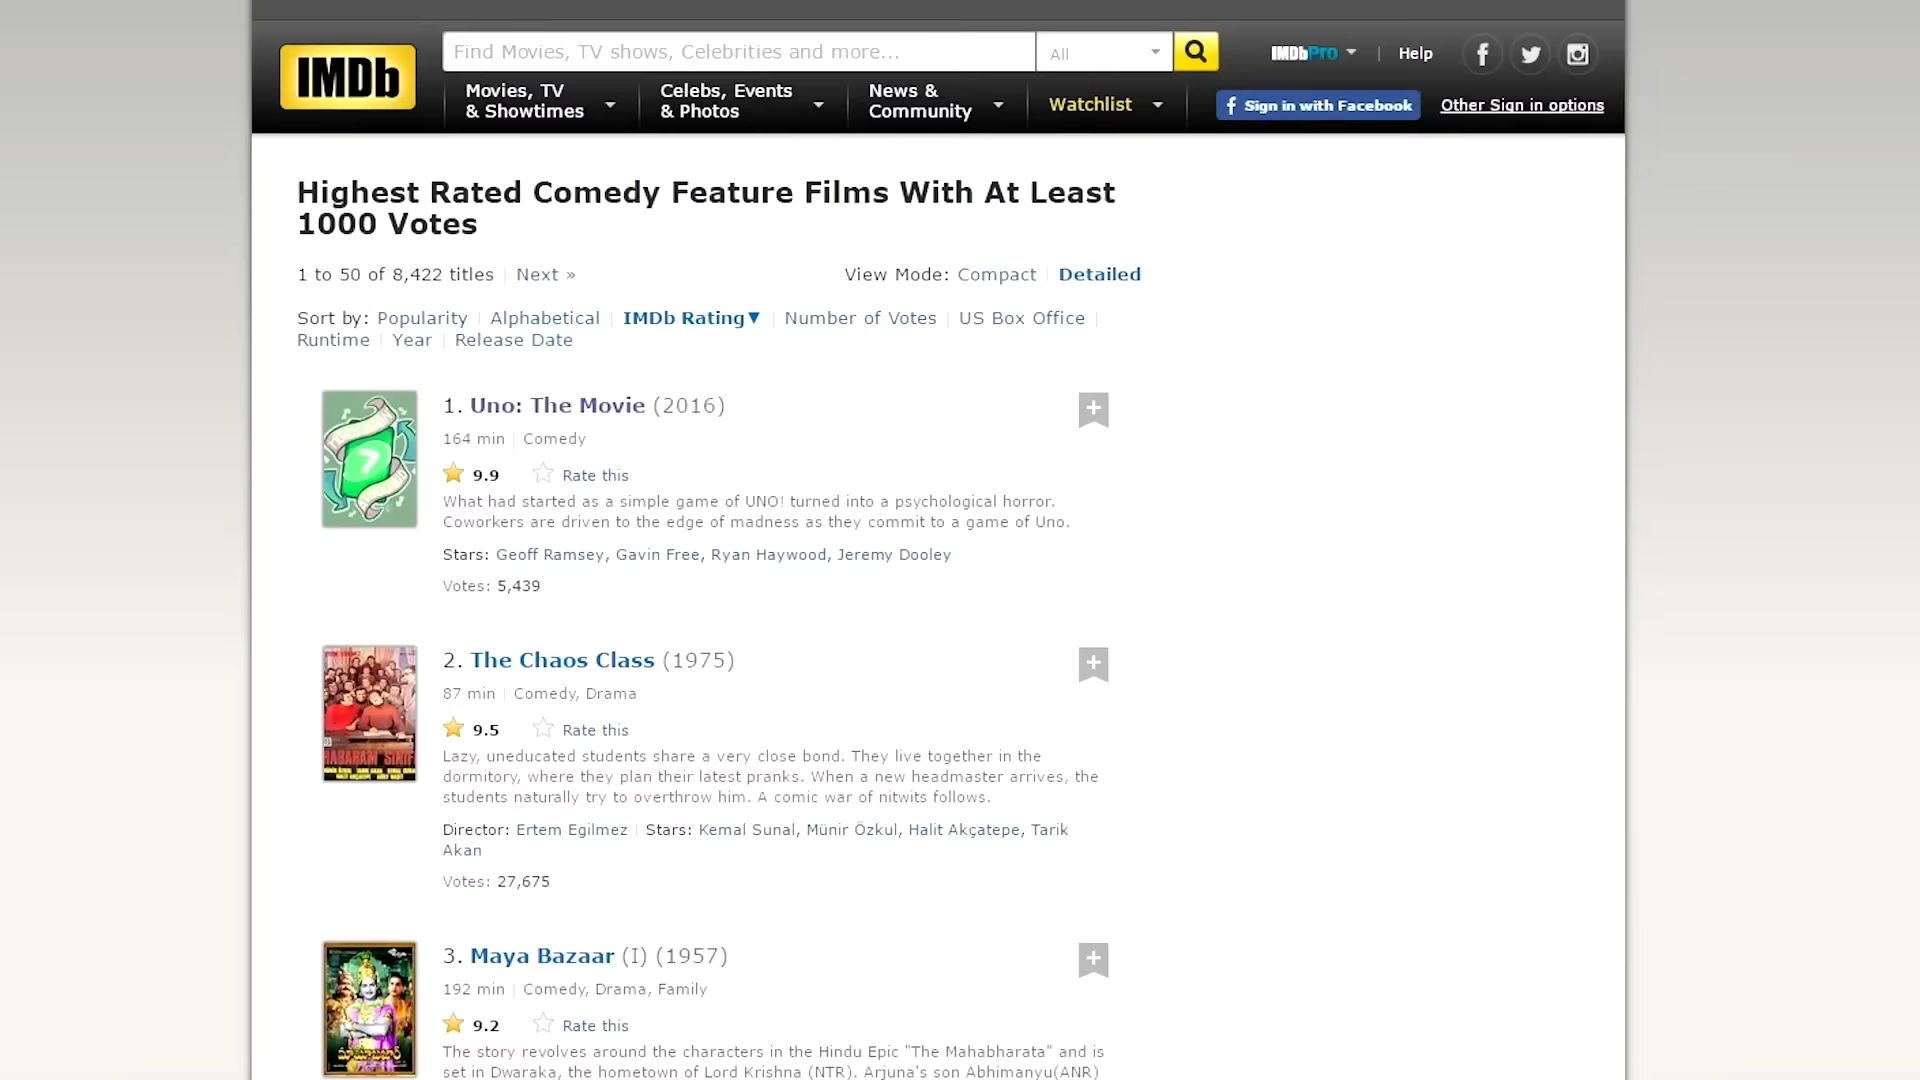 IMDb
Find Movies, TV shows, Celebrities and more...
All
IMDbPro
Help
Movies, TV
& Showtimes
Celebs, Events
& Photos
News &
Community
Watchlist
Sign in with Facebook
Other Sign in options
Highest Rated Comedy Feature Films With At Least
1000 Votes
1 to 50 of 8,422 titles | Next »
View Mode: Compact | Detailed
Sort by: Popularity | Alphabetical | IMDb Rating▼ | Number of Votes | US Box Office |
Runtime | Year | Release Date
1. Uno: The Movie (2016)
164 min | Comedy
9.9 Rate this
What had started as a simple game of UNO! turned into a psychological horror.
Coworkers are driven to the edge of madness as they commit to a game of Uno.
Stars: Geoff Ramsey, Gavin Free, Ryan Haywood, Jeremy Dooley
Votes: 5,439
HABABAM SINIFI
2. The Chaos Class (1975)
87 min | Comedy, Drama
9.5 Rate this
Lazy, uneducated students share a very close bond. They live together in the
dormitory, where they plan their latest pranks. When a new headmaster arrives, the
students naturally try to overthrow him. A comic war of nitwits follows.
Director: Ertem Egilmez | Stars: Kemal Sunal, Münir Özkul, Halit Akçatepe, Tarik
Akan
Votes: 27,675
3. Maya Bazaar (I) (1957)
192 min | Comedy, Drama, Family
9.2 Rate this
The story revolves around the characters in the Hindu Epic "The Mahabharata" and is
set in Dwaraka, the hometown of Lord Krishna (NTR). Arjuna's son Abhimanyu(ANR)